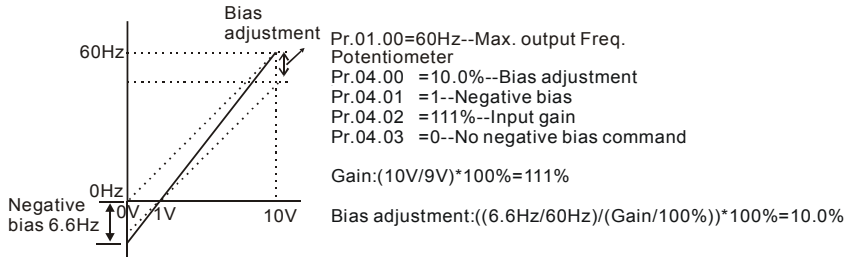 Bias
adjustment
60Hz
0Hz
Negative
bias 6.6Hz
0V 1V
10V
Pr.01.00=60Hz--Max. output Freq.
Potentiometer
Pr.04.00 =10.0%--Bias adjustment
Pr.04.01 =1--Negative bias
Pr.04.02 =111%--Input gain
Pr.04.03 =0--No negative bias command
Gain:(10V/9V)*100%=111%
Bias adjustment:((6.6Hz/60Hz)/(Gain/100%))*100%=10.0%